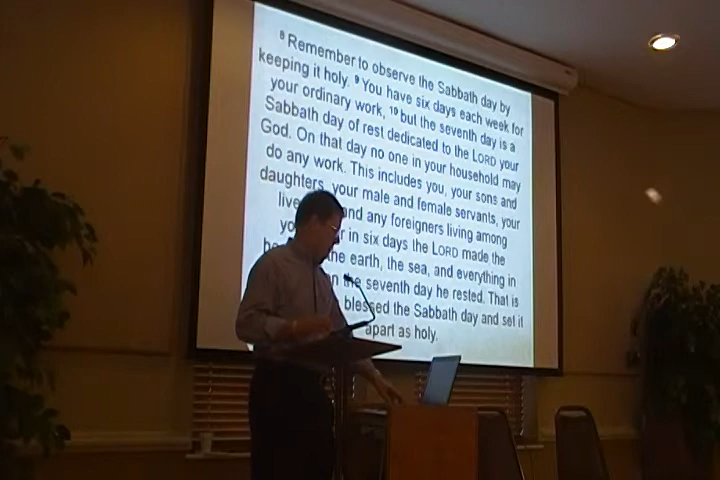 ⁸ Remember to observe the Sabbath day by
keeping it holy. ⁹ You have six days each week for
your ordinary work, ¹⁰ but the seventh day is a
Sabbath day of rest dedicated to the LORD your
God. On that day no one in your household may
do any work. This includes you, your sons and
daughters, your male and female servants, your
live and any foreigners living among
in six days the LORD made the
the earth, the sea, and everything in
the seventh day he rested. That is
blessed the Sabbath day and set it
apart as holy.